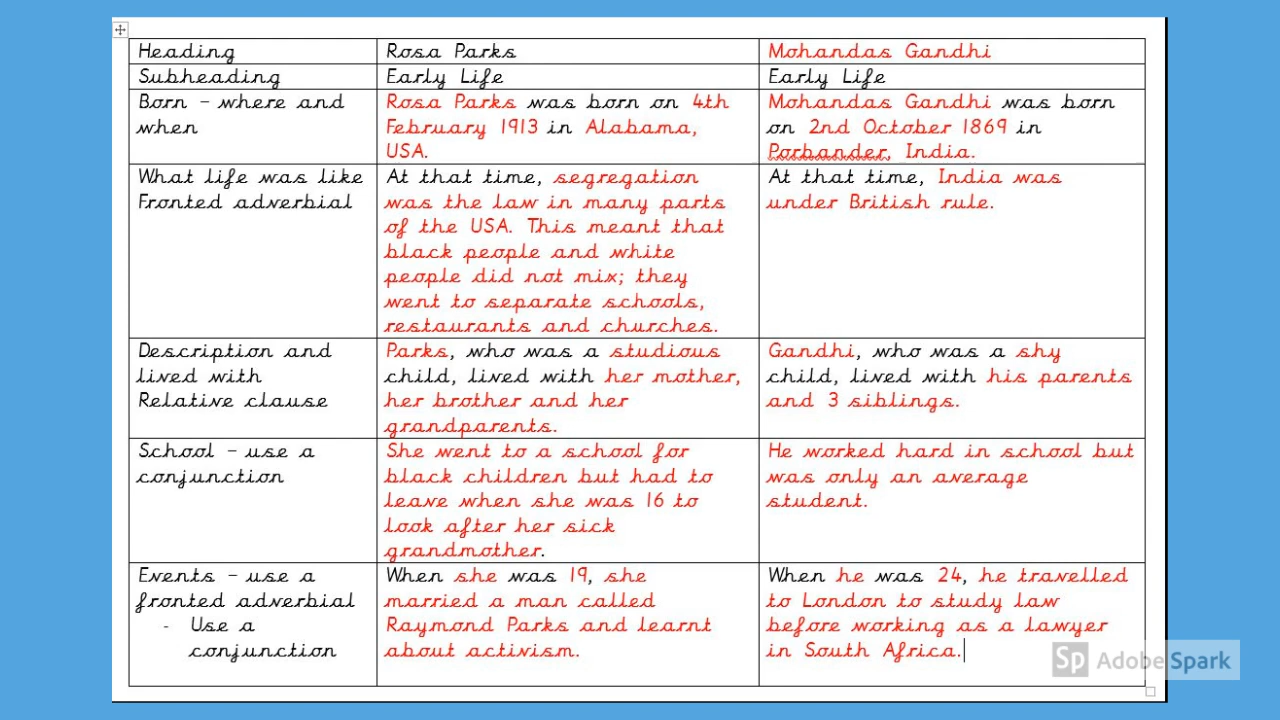 Heading
Rosa Parks
Mohandas Gandhi
Subheading
Early Life
Early Life
Born – where and
when
Rosa Parks was born on 4th
February 1913 in Alabama,
USA.
Mohandas Gandhi was born
on 2nd October 1869 in
Porbander, India.
What life was like
Fronted adverbial
At that time, segregation
was the law in many parts
of the USA. This meant that
black people and white
people did not mix; they
went to separate schools,
restaurants and churches.
At that time, India was
under British rule.
Description and
lived with
Relative clause
Parks, who was a studious
child, lived with her mother,
her brother and her
grandparents.
Gandhi, who was a shy
child, lived with his parents
and 3 siblings.
School – use a
conjunction
She went to a school for
black children but had to
leave when she was 16 to
look after her sick
grandmother.
He worked hard in school but
was only an average
student.
Events – use a
fronted adverbial
- Use a
conjunction
When she was 19, she
married a man called
Raymond Parks and learnt
about activism.
When he was 24, he travelled
to London to study law
before working as a lawyer
in South Africa.
Sp Adobe Spark